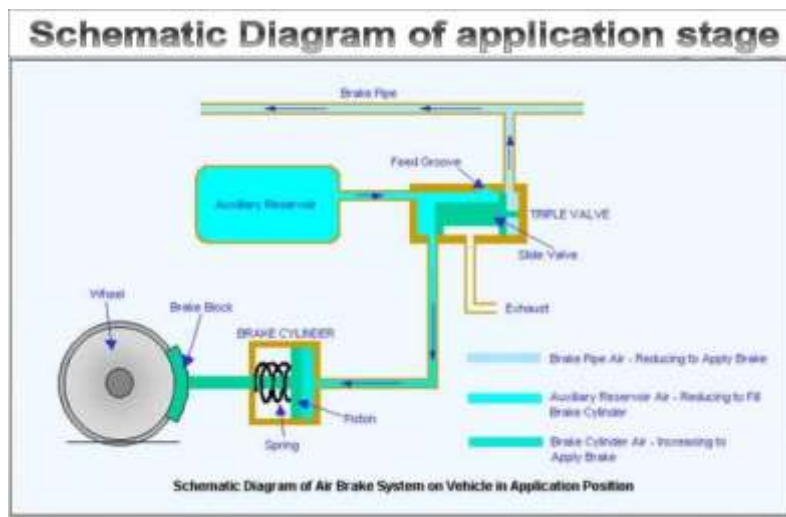 Schematic Diagram of application stage
Brake Pipe
Feed Groove
Auxiliary Reservoir
TRIPLE VALVE
Slide Valve
Wheel
Brake Block
Exhaust
BRAKE CYLINDER
Brake Pipe Air - Reducing to Apply Brake
Auxiliary Reservoir Air - Reducing to Fill
Brake Cylinder
Piston
Spring
Brake Cylinder Air - Increasing to
Apply Brake
Schematic Diagram of Air Brake System on Vehicle in Application Position